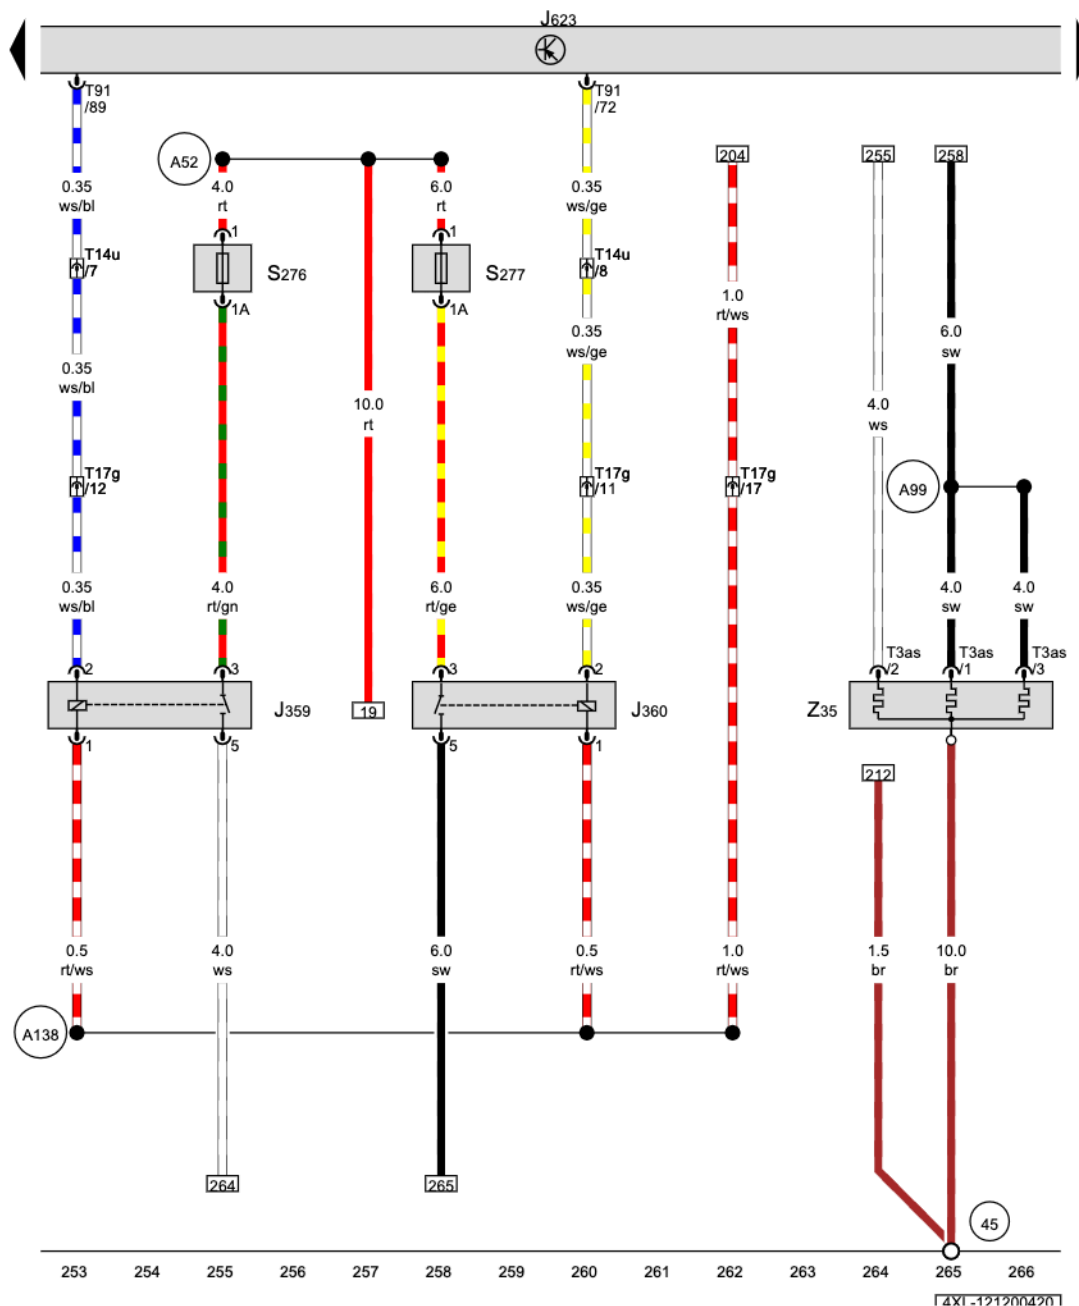 J623
T91
/89
T91
/72
A52
204
255
258
0.35
ws/bl
4.0
rt
6.0
rt
0.35
ws/ge
1
1
T14u
/7
S276
S277
T14u
/8
1A
1A
1.0
rt/ws
0.35
ws/bl
0.35
ws/ge
6.0
sw
10.0
rt
4.0
ws
T17g
/12
T17g
/11
T17g
/17
A99
0.35
ws/bl
4.0
rt/gn
6.0
rt/ge
0.35
ws/ge
4.0
sw
4.0
sw
2
3
3
2
T3as
/2
T3as
/1
T3as
/3
J359
19
J360
Z35
1
5
5
1
212
0.5
rt/ws
4.0
ws
6.0
sw
0.5
rt/ws
1.0
rt/ws
1.5
br
10.0
br
A138
264
265
45
253 254 255 256 257 258 259 260 261 262 263 264 265 266
4XL-121200420